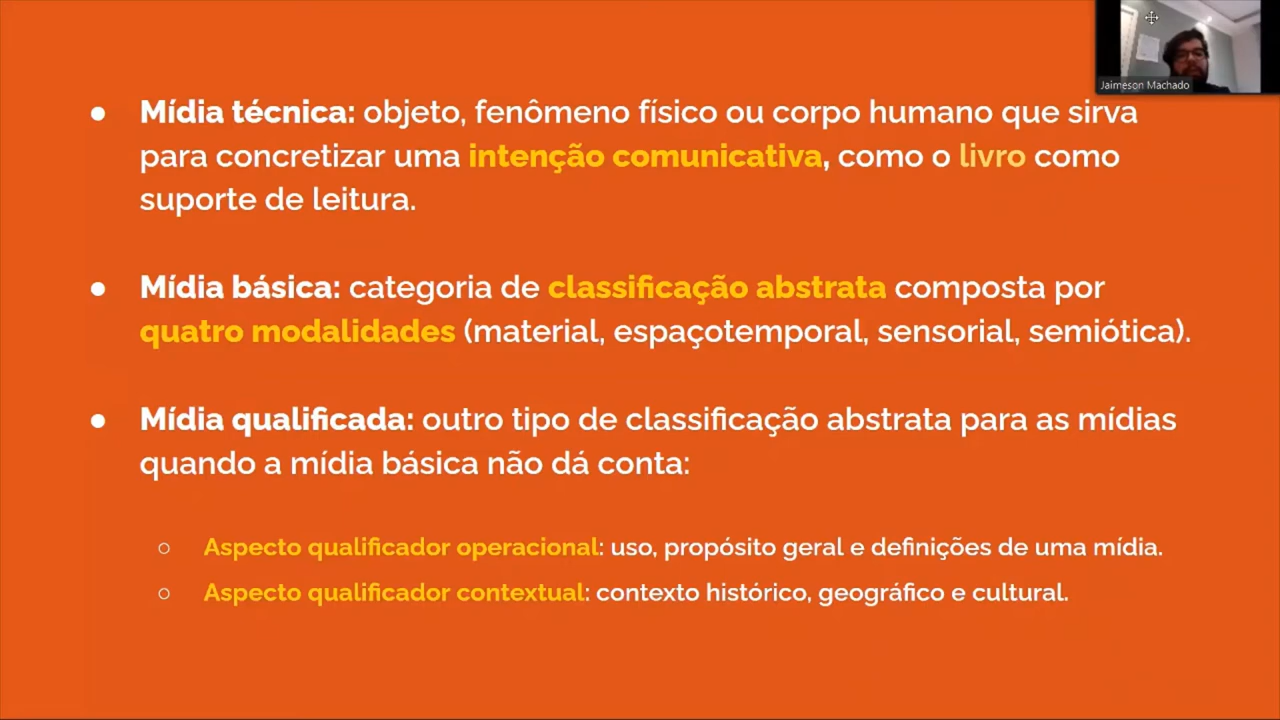 Jaimeson Machado
● Mídia técnica: objeto, fenômeno físico ou corpo humano que sirva
para concretizar uma intenção comunicativa, como o livro como
suporte de leitura.
● Mídia básica: categoria de classificação abstrata composta por
quatro modalidades (material, espaçotemporal, sensorial, semiótica).
● Mídia qualificada: outro tipo de classificação abstrata para as mídias
quando a mídia básica não dá conta:
○ Aspecto qualificador operacional: uso, propósito geral e definições de uma mídia.
○ Aspecto qualificador contextual: contexto histórico, geográfico e cultural.